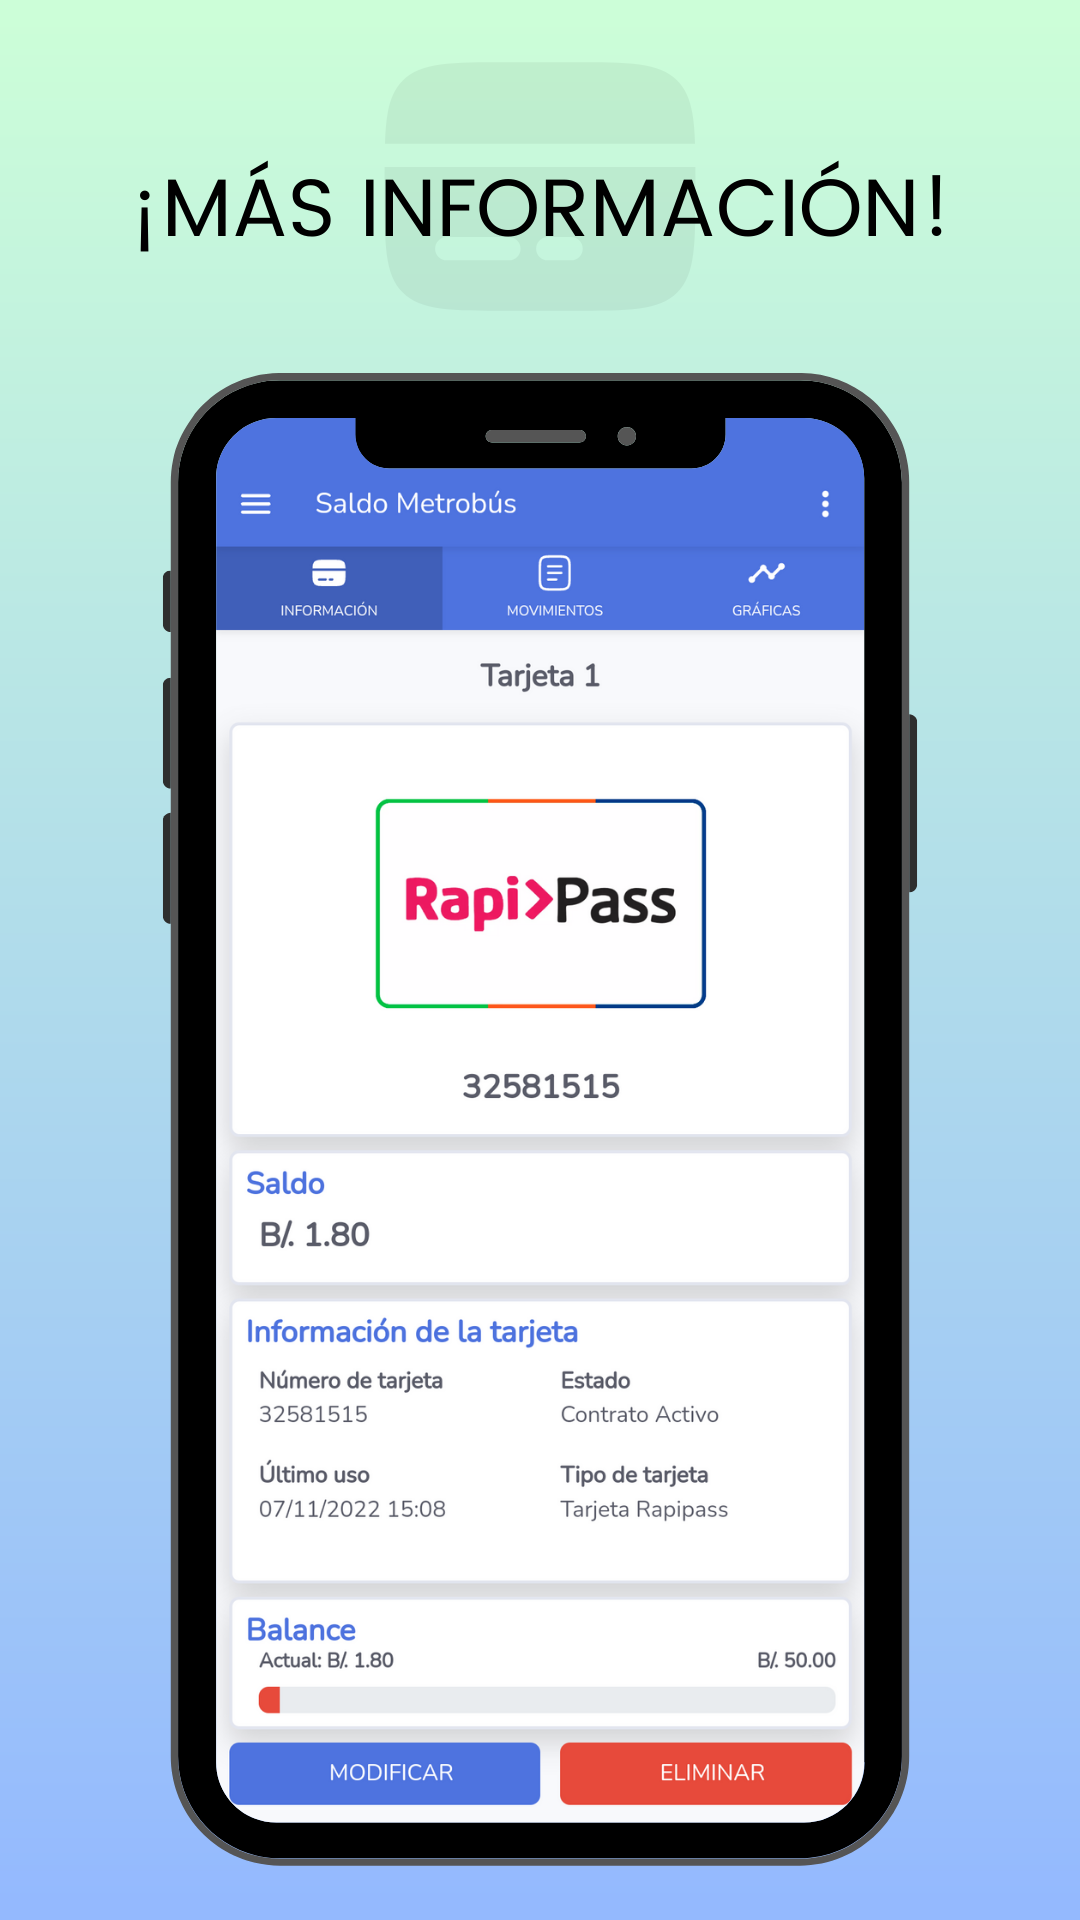 ¡MÁS INFORMACIÓN!
Saldo Metrobús
INFORMACIÓN
MOVIMIENTOS
GRÁFICAS
Tarjeta 1
Rapi>Pass
32581515
Saldo
B/. 1.80
Información de la tarjeta
Número de tarjeta
Estado
32581515
Contrato Activo
Último uso
Tipo de tarjeta
07/11/2022 15:08
Tarjeta Rapipass
Balance
Actual: B/. 1.80
B/. 50.00
MODIFICAR
ELIMINAR